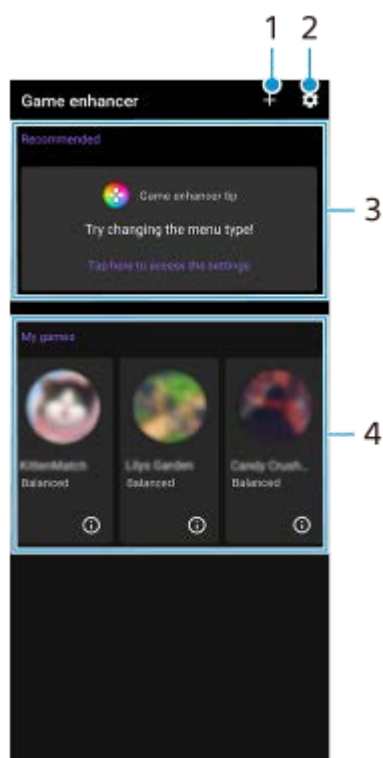 1 2
Game enhancer
Recommended
Game enhancer tip
Try changing the menu type!
Tap here to access the settings
3
My games
KittenMatch Lilys Garden Candy Crush...
Balanced Balanced Balanced
4